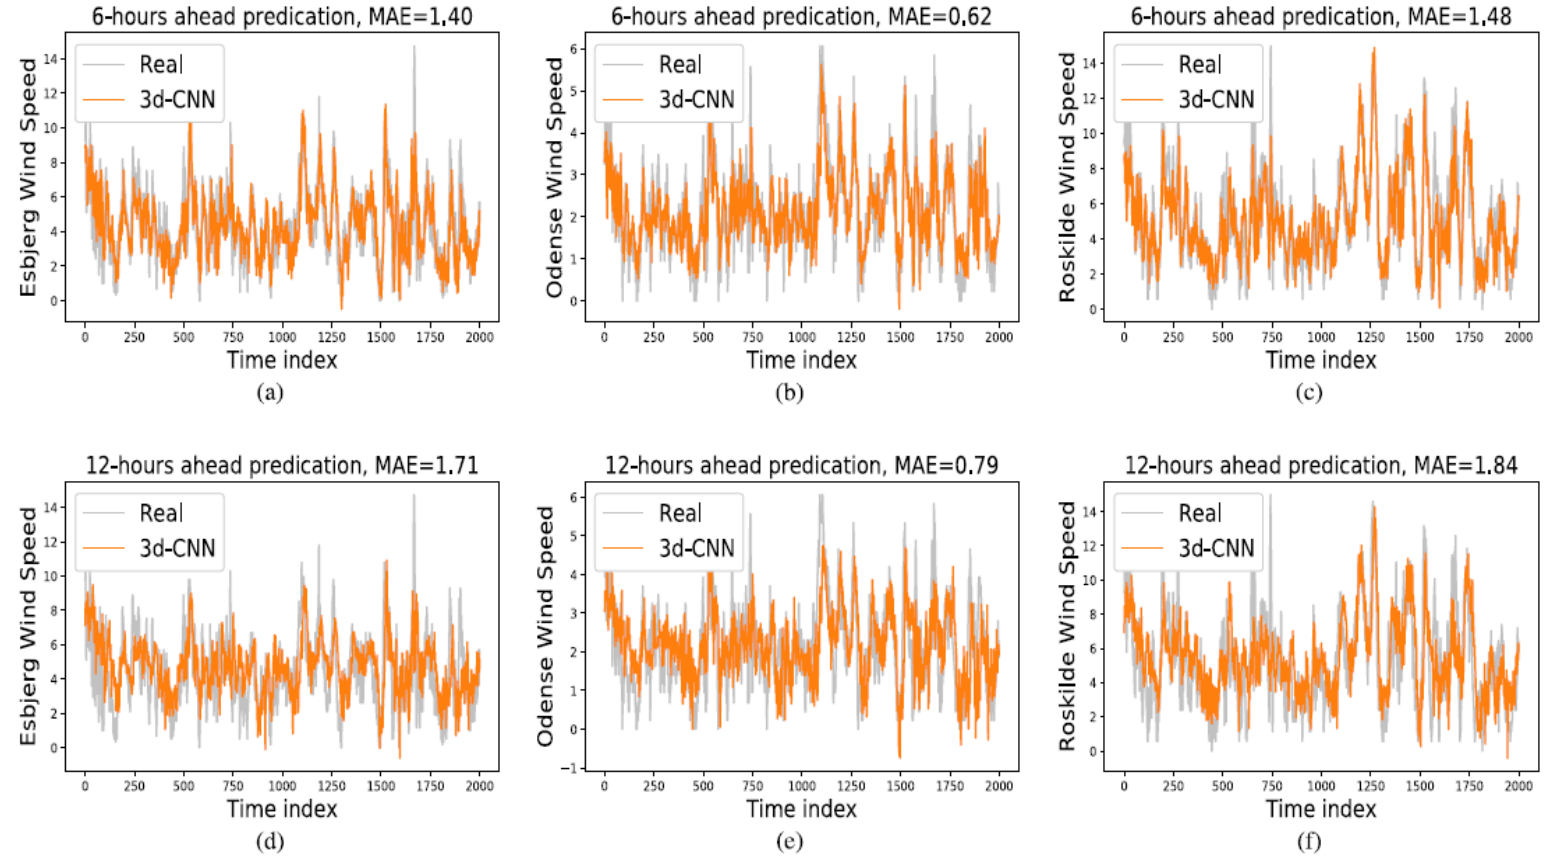 6-hours ahead predication, MAE=1.40
Esbjerg Wind Speed
14
12
10
8
6
4
2
0
Real
3d-CNN
0 250 500 750 1000 1250 1500 1750 2000
Time index
(a)
6-hours ahead predication, MAE=0.62
Odense Wind Speed
6
5
4
3
2
1
0
Real
3d-CNN
0 250 500 750 1000 1250 1500 1750 2000
Time index
(b)
6-hours ahead predication, MAE=1.48
Roskilde Wind Speed
14
12
10
8
6
4
2
0
Real
3d-CNN
0 250 500 750 1000 1250 1500 1750 2000
Time index
(c)
12-hours ahead predication, MAE=1.71
Esbjerg Wind Speed
14
12
10
8
6
4
2
0
Real
3d-CNN
0 250 500 750 1000 1250 1500 1750 2000
Time index
(d)
12-hours ahead predication, MAE=0.79
Odense Wind Speed
6
5
4
3
2
1
0
−1
Real
3d-CNN
0 250 500 750 1000 1250 1500 1750 2000
Time index
(e)
12-hours ahead predication, MAE=1.84
Roskilde Wind Speed
14
12
10
8
6
4
2
0
Real
3d-CNN
0 250 500 750 1000 1250 1500 1750 2000
Time index
(f)